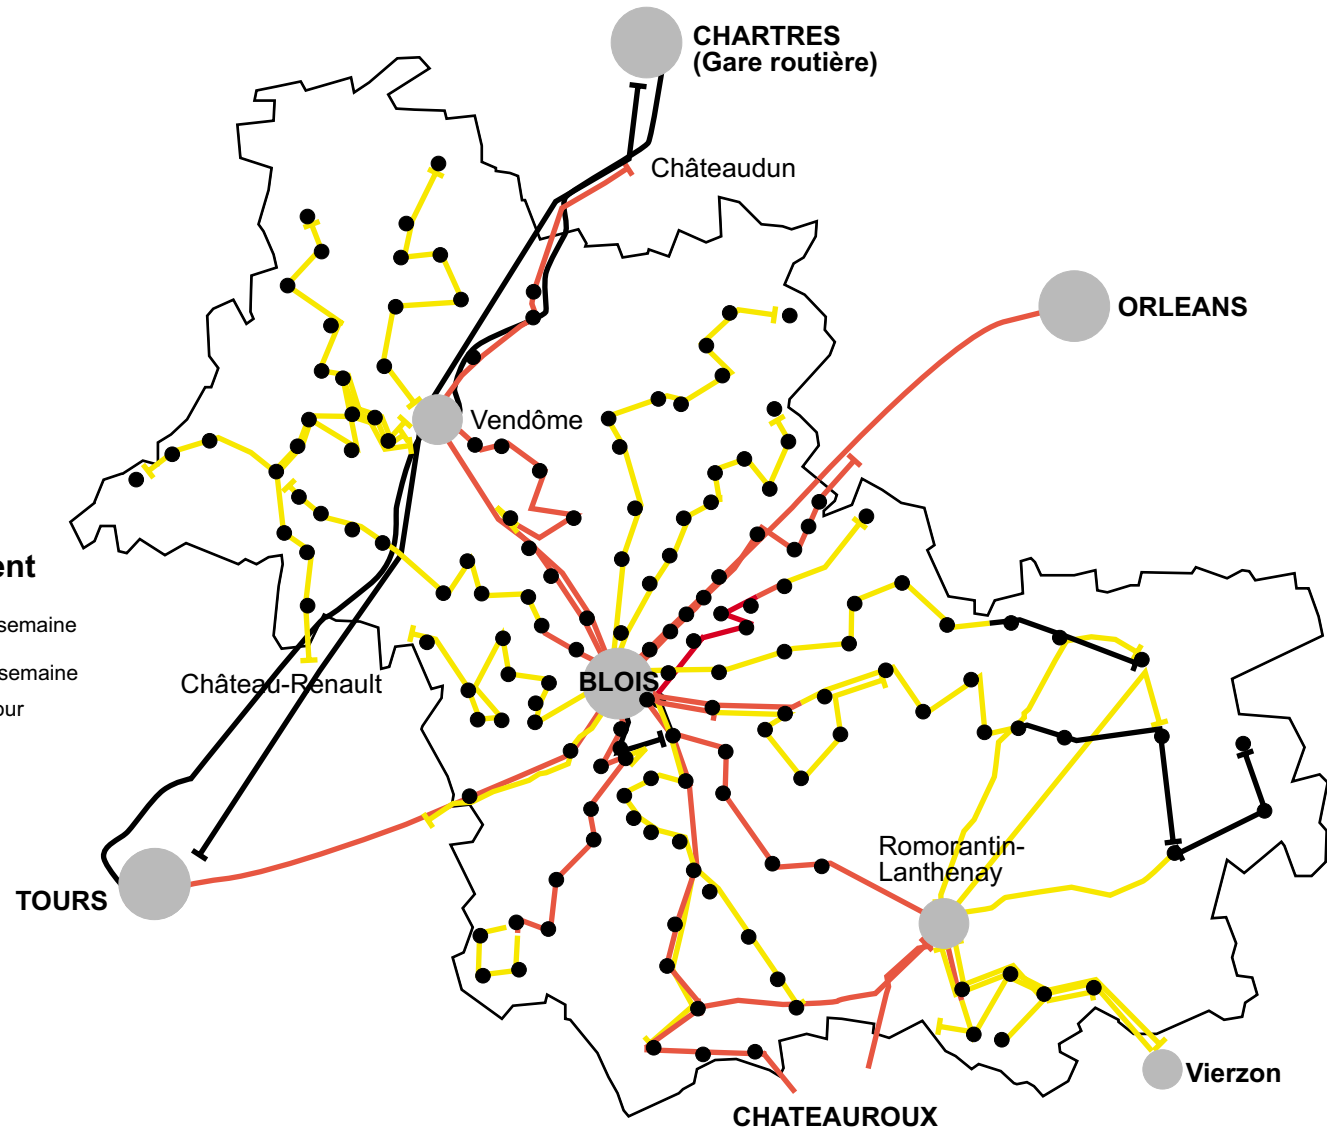 CHARTRES
(Gare routière)
Châteaudun
ORLEANS
Vendôme
ent
semaine
semaine
our
Château-Renault
BLOIS
TOURS
Romorantin-
Lanthenay
Vierzon
CHATEAUROUX